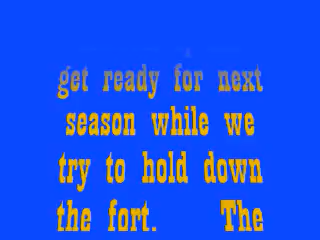 get ready for next
season while we
try to hold down
the fort. The